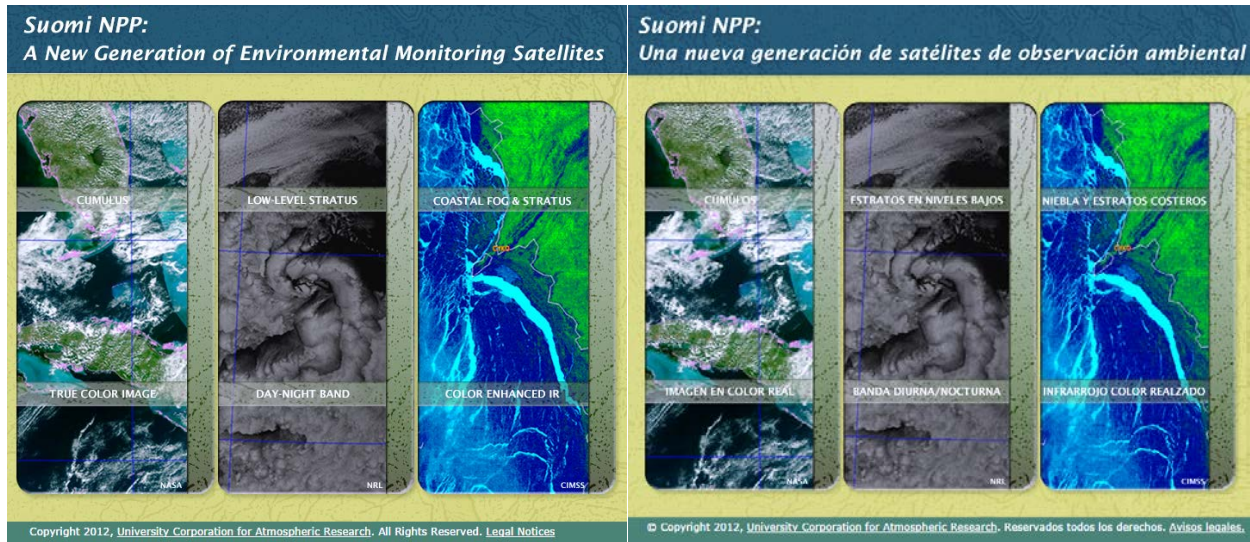 Suomi NPP:
A New Generation of Environmental Monitoring Satellites
CUMULUS
LOW-LEVEL STRATUS
COASTAL FOG & STRATUS
TRUE COLOR IMAGE
DAY-NIGHT BAND
COLOR ENHANCED IR
NASA
NRL
CIMSS
Copyright 2012, University Corporation for Atmospheric Research. All Rights Reserved. Legal Notices
Suomi NPP:
Una nueva generación de satélites de observación ambiental
CÚMULOS
ESTRATOS EN NIVELES BAJOS
NIEBLA Y ESTRATOS COSTEROS
IMAGEN EN COLOR REAL
BANDA DIURNA/NOCTURNA
INFRARROJO COLOR REALZADO
NASA
NRL
CIMSS
© Copyright 2012, University Corporation for Atmospheric Research. Reservados todos los derechos. Avisos legales.